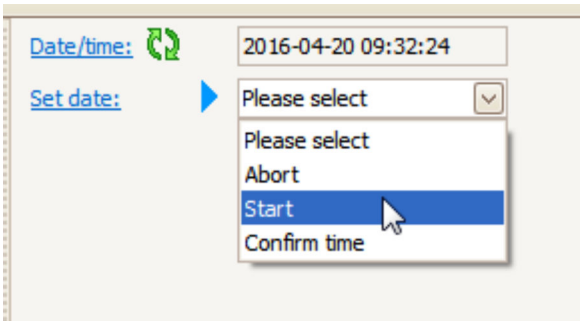 Date/time: 2016-04-20 09:32:24
Set date: Please select
Please select
Abort
Start
Confirm time